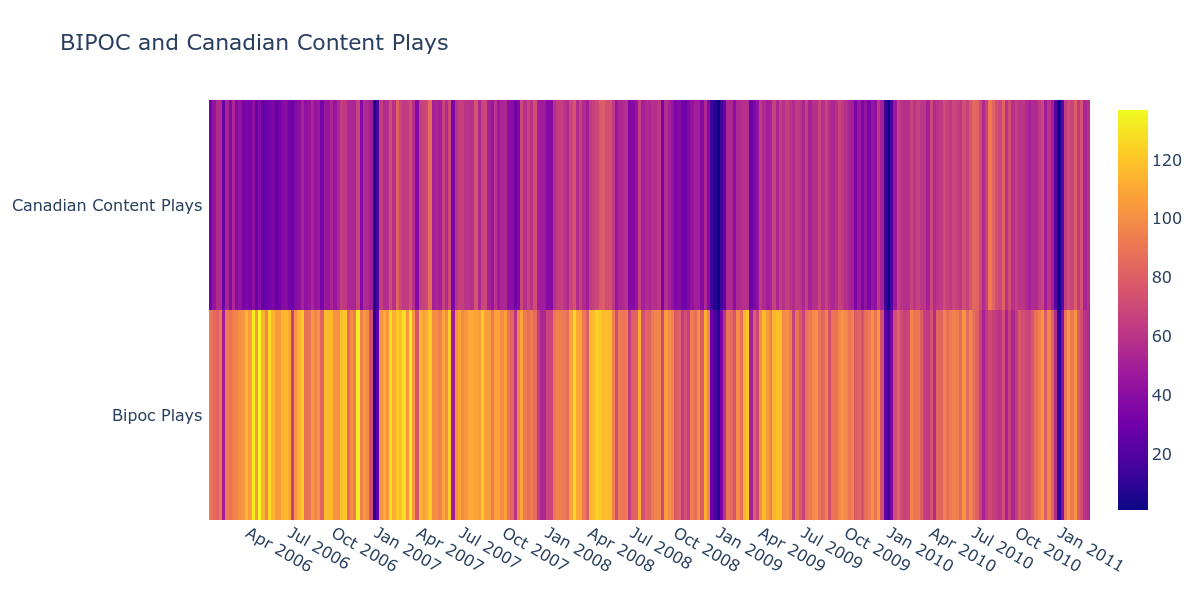 BIPOC and Canadian Content Plays
Canadian Content Plays
Bipoc Plays
120
100
80
60
40
20
Apr 2006
Jul 2006
Oct 2006
Jan 2007
Apr 2007
Jul 2007
Oct 2007
Jan 2008
Apr 2008
Jul 2008
Oct 2008
Jan 2009
Apr 2009
Jul 2009
Oct 2009
Jan 2010
Apr 2010
Jul 2010
Oct 2010
Jan 2011